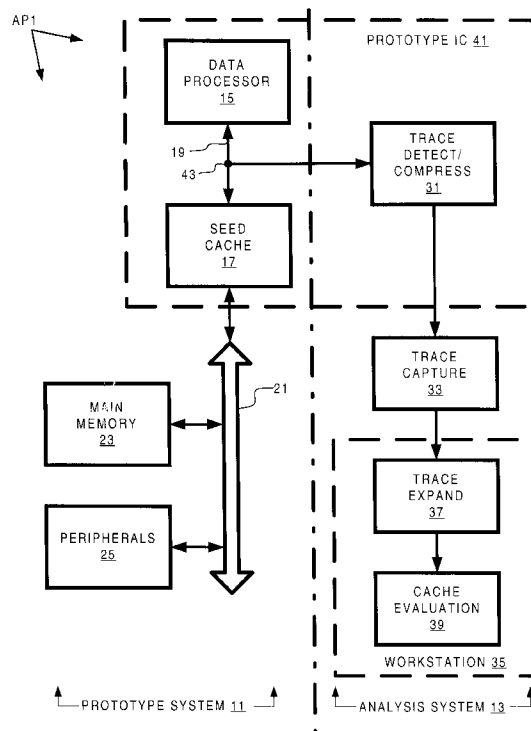 AP1
PROTOTYPE IC 41
DATA
PROCESSOR
15
19
43
TRACE
DETECT/
COMPRESS
31
SEED
CACHE
17
21
TRACE
CAPTURE
33
MAIN
MEMORY
23
TRACE
EXPAND
37
PERIPHERALS
25
CACHE
EVALUATION
39
WORKSTATION 35
PROTOTYPE SYSTEM 11
ANALYSIS SYSTEM 13